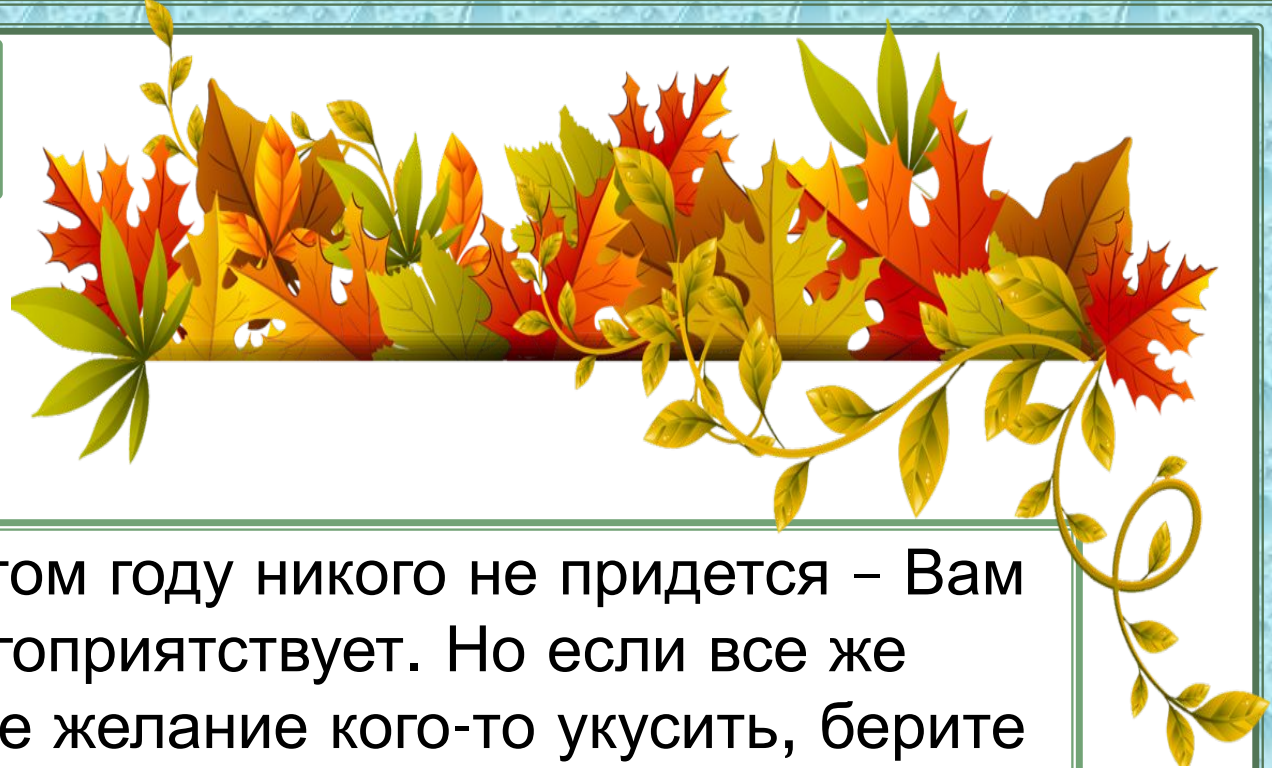 том году никого не придется – Вам
гоприятствует. Но если все же
е желание кого-то укусить, берите